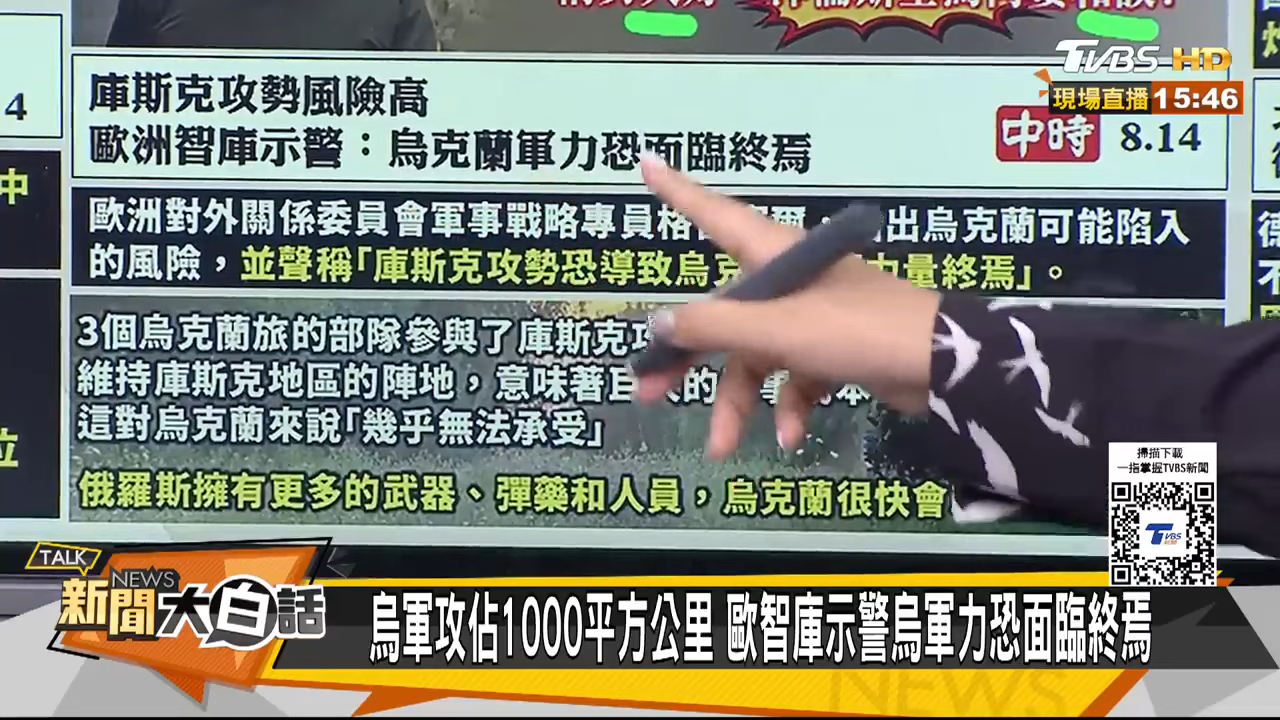 TVBS HD
現場直播 15:46
4
庫斯克攻勢風險高
歐洲智庫示警：烏克蘭軍力恐面臨終焉
中時 8.14
中
歐洲對外關係委員會軍事戰略專員格 出烏克蘭可能陷入
的風險，並聲稱「庫斯克攻勢恐導致烏克 力量終焉」。
3個烏克蘭旅的部隊參與了庫斯克
維持庫斯克地區的陣地，意味著 的
這對烏克蘭來說「幾乎無法承受」
位
俄羅斯擁有更多的武器、彈藥和人員，烏克蘭很快會
掃描下載
一指掌握TVBS新聞
TVBS
TALK
NEWS
新聞大白話
烏軍攻佔1000平方公里 歐智庫示警烏軍力恐面臨終焉
NEWS